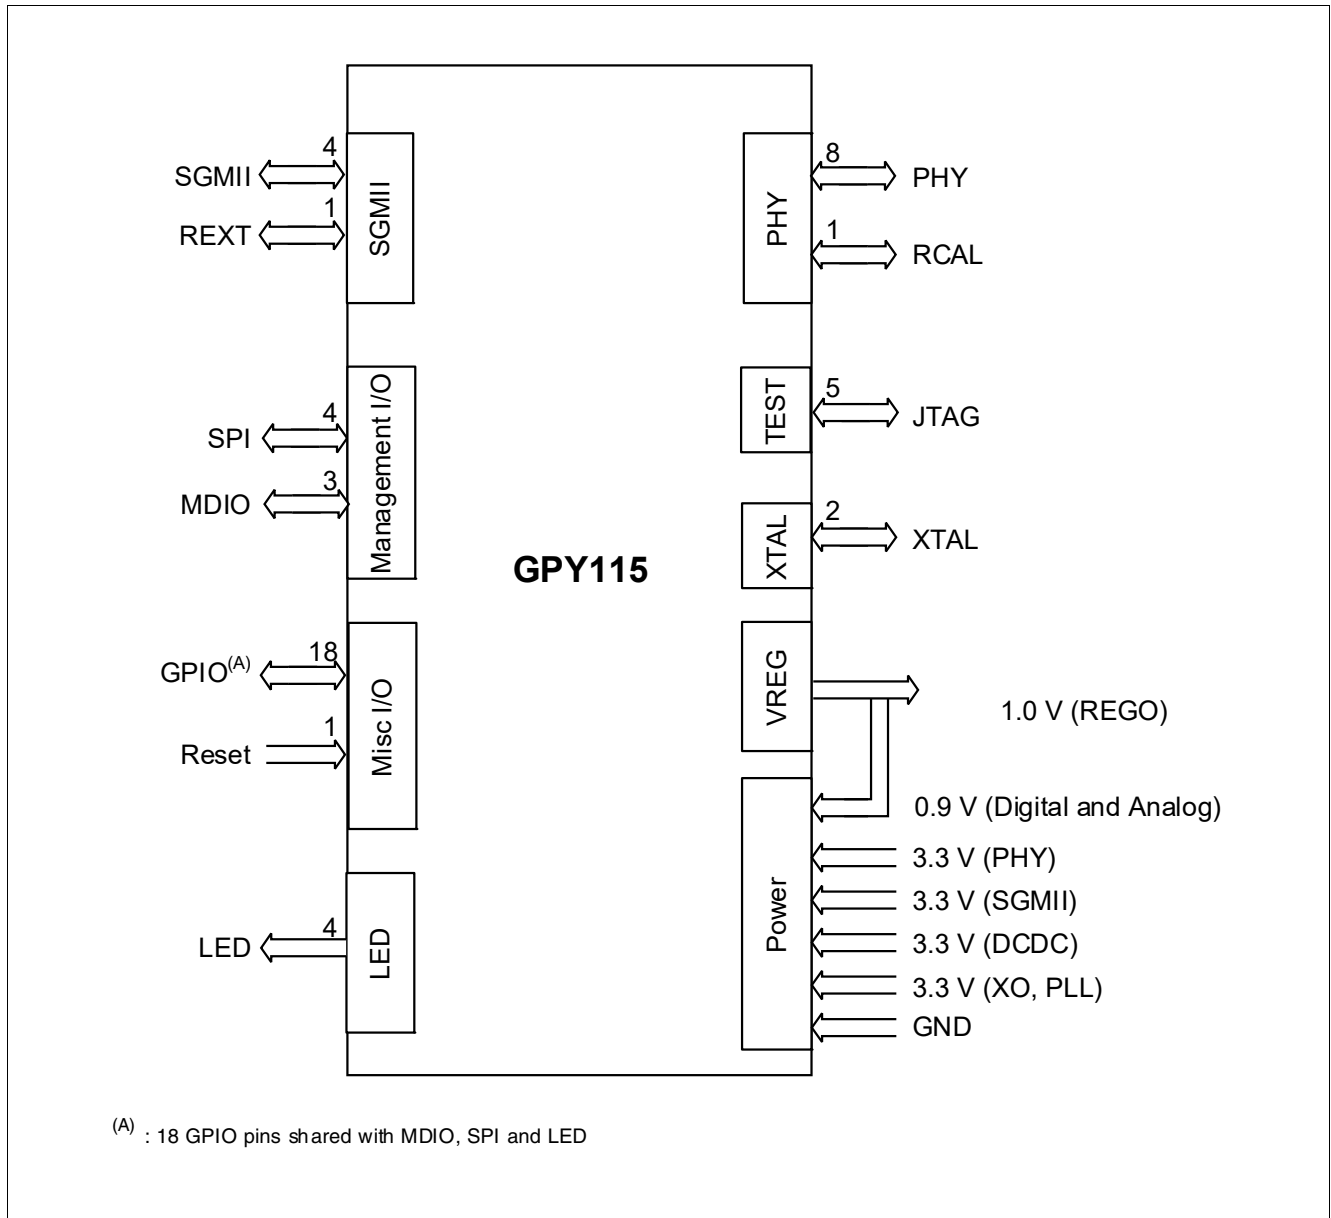 4
SGMII
1
REXT
SGMII
4
SPI
3
MDIO
Management I/O
18
GPIO(A)
1
Reset
Misc I/O
4
LED
LED
GPY115
PHY
8
PHY
1
RCAL
TEST
5
JTAG
XTAL
2
XTAL
VREG
1.0 V (REGO)
Power
0.9 V (Digital and Analog)
3.3 V (PHY)
3.3 V (SGMII)
3.3 V (DCDC)
3.3 V (XO, PLL)
GND
(A) : 18 GPIO pins shared with MDIO, SPI and LED